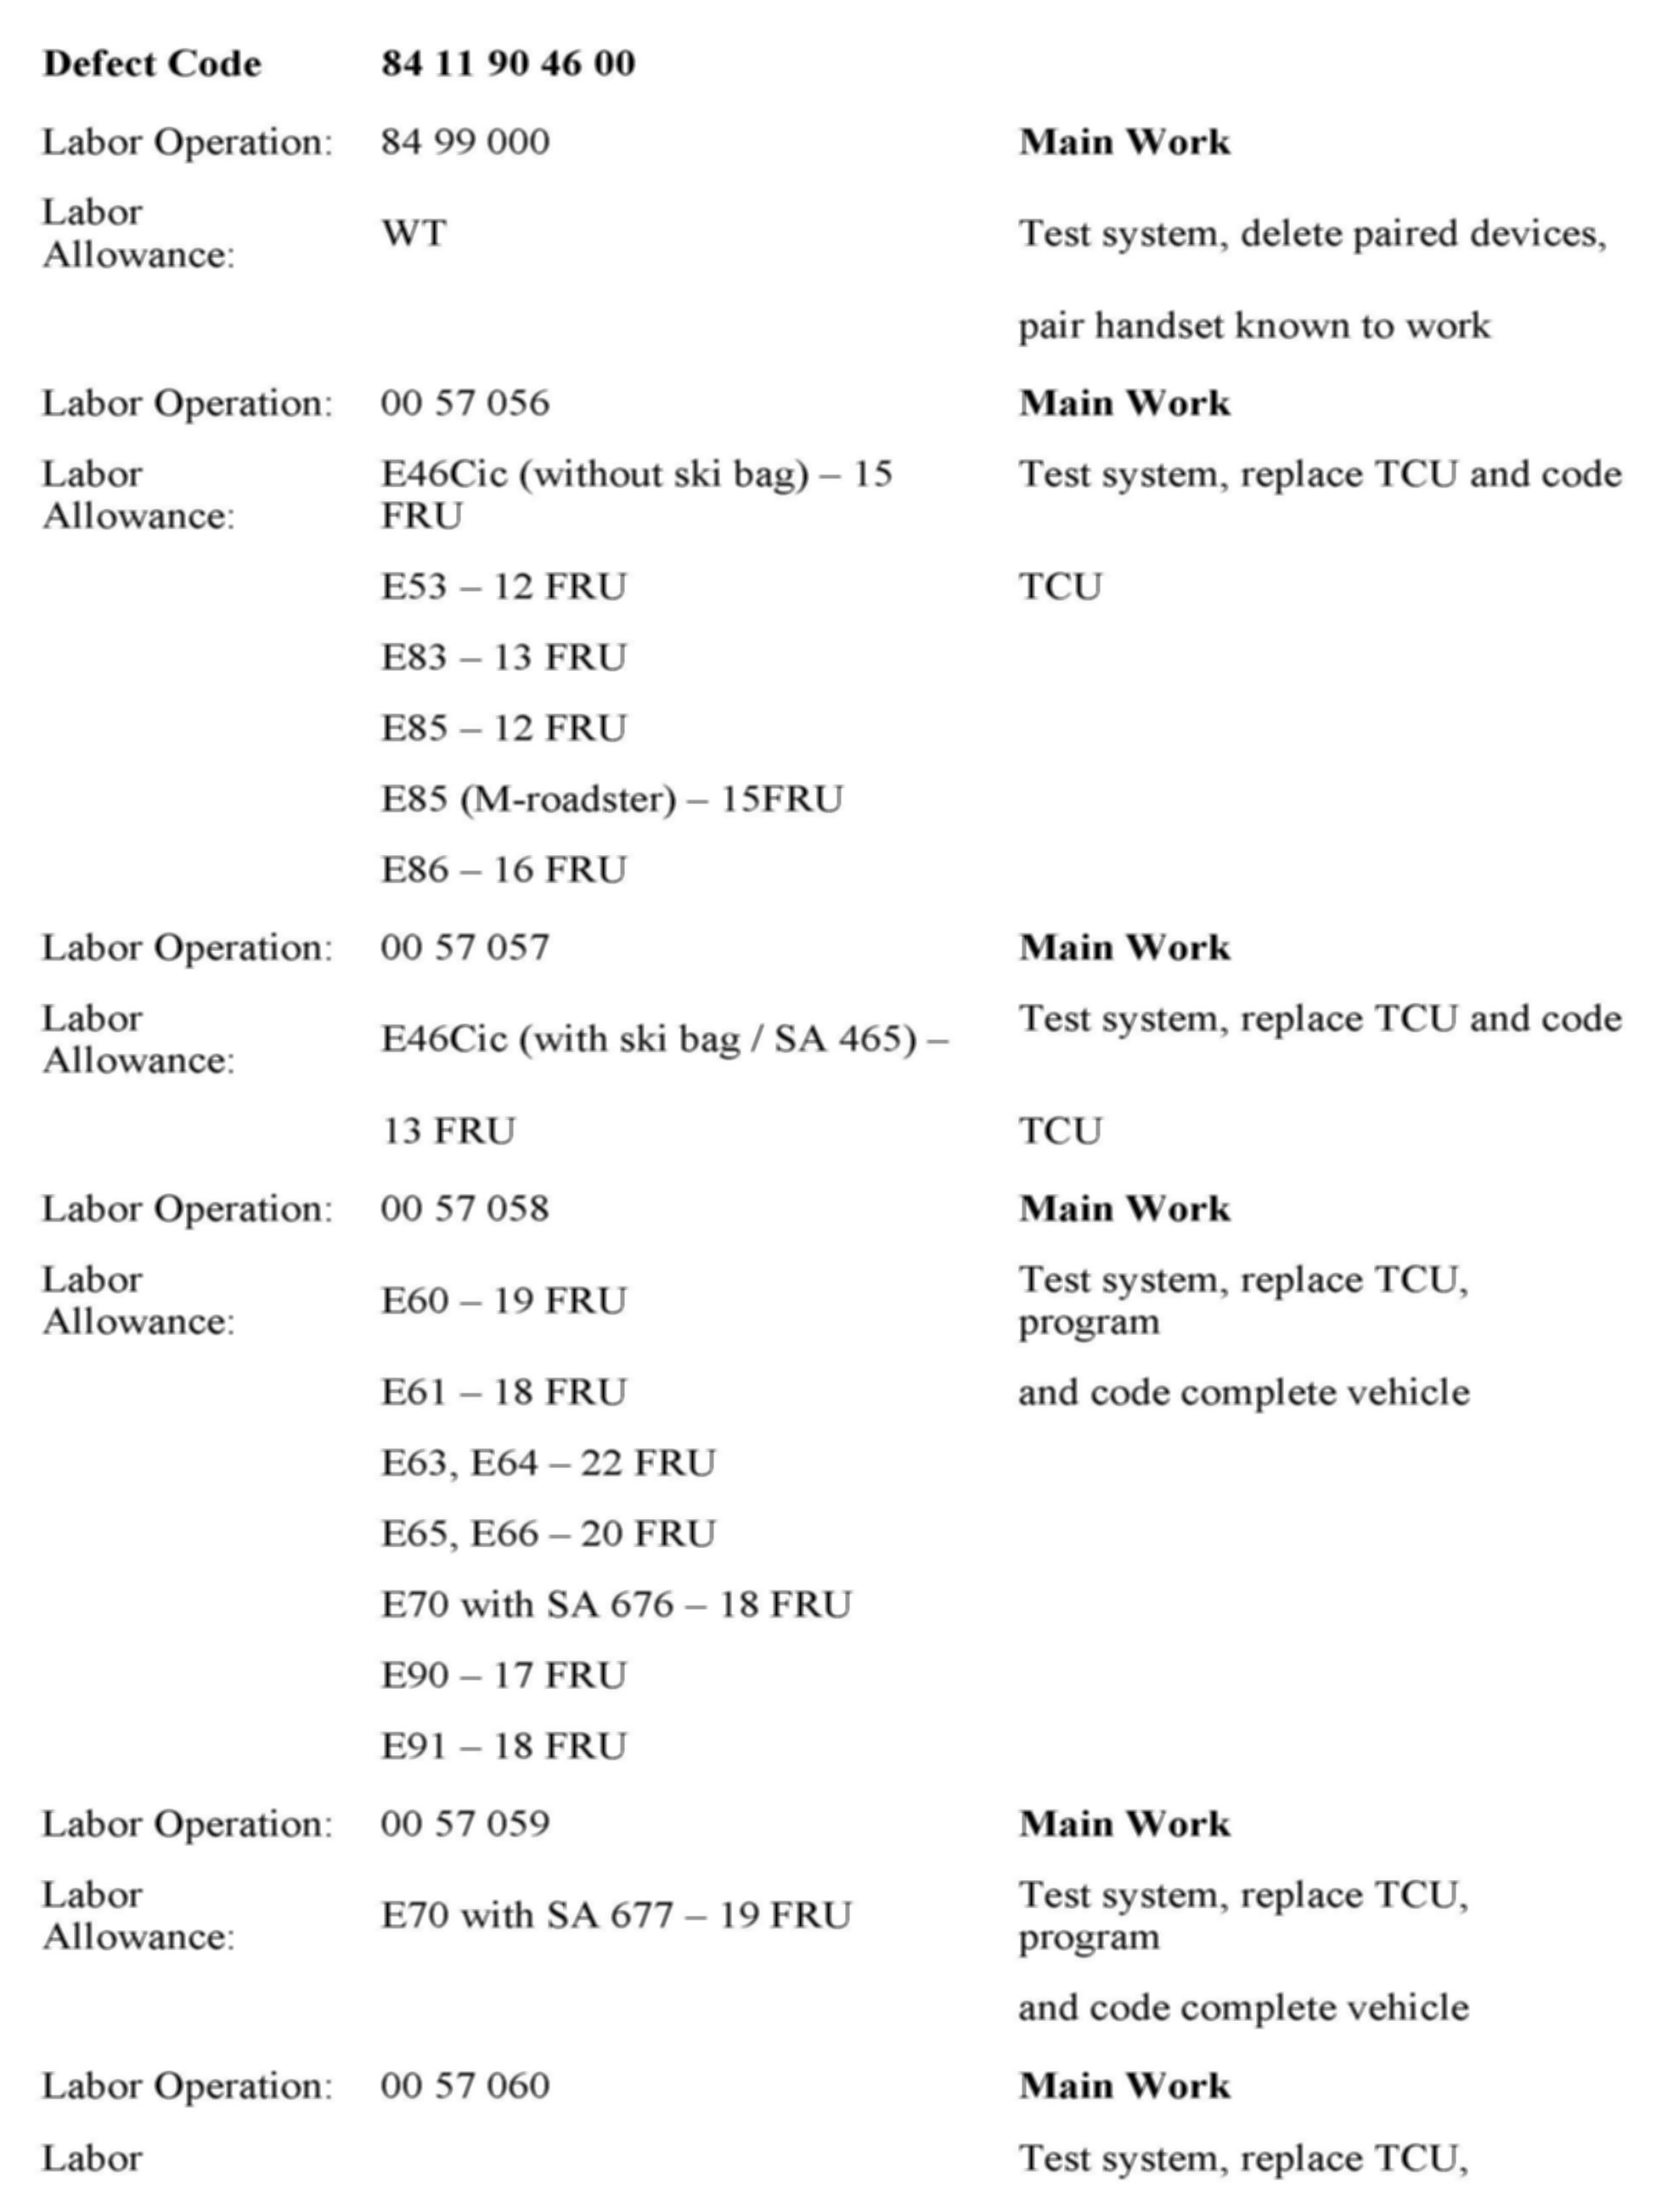 Defect Code 84 11 90 46 00
Labor Operation: 84 99 000 Main Work
Labor
Allowance: WT Test system, delete paired devices,
pair handset known to work
Labor Operation: 00 57 056 Main Work
Labor E46Cic (without ski bag) – 15 Test system, replace TCU and code
Allowance: FRU
E53 – 12 FRU TCU
E83 – 13 FRU
E85 – 12 FRU
E85 (M-roadster) – 15FRU
E86 – 16 FRU
Labor Operation: 00 57 057 Main Work
Labor Test system, replace TCU and code
Allowance: E46Cic (with ski bag / SA 465) –
13 FRU TCU
Labor Operation: 00 57 058 Main Work
Labor Test system, replace TCU,
Allowance: E60 – 19 FRU program
E61 – 18 FRU and code complete vehicle
E63, E64 – 22 FRU
E65, E66 – 20 FRU
E70 with SA 676 – 18 FRU
E90 – 17 FRU
E91 – 18 FRU
Labor Operation: 00 57 059 Main Work
Labor Test system, replace TCU,
Allowance: E70 with SA 677 – 19 FRU program
and code complete vehicle
Labor Operation: 00 57 060 Main Work
Labor Test system, replace TCU,